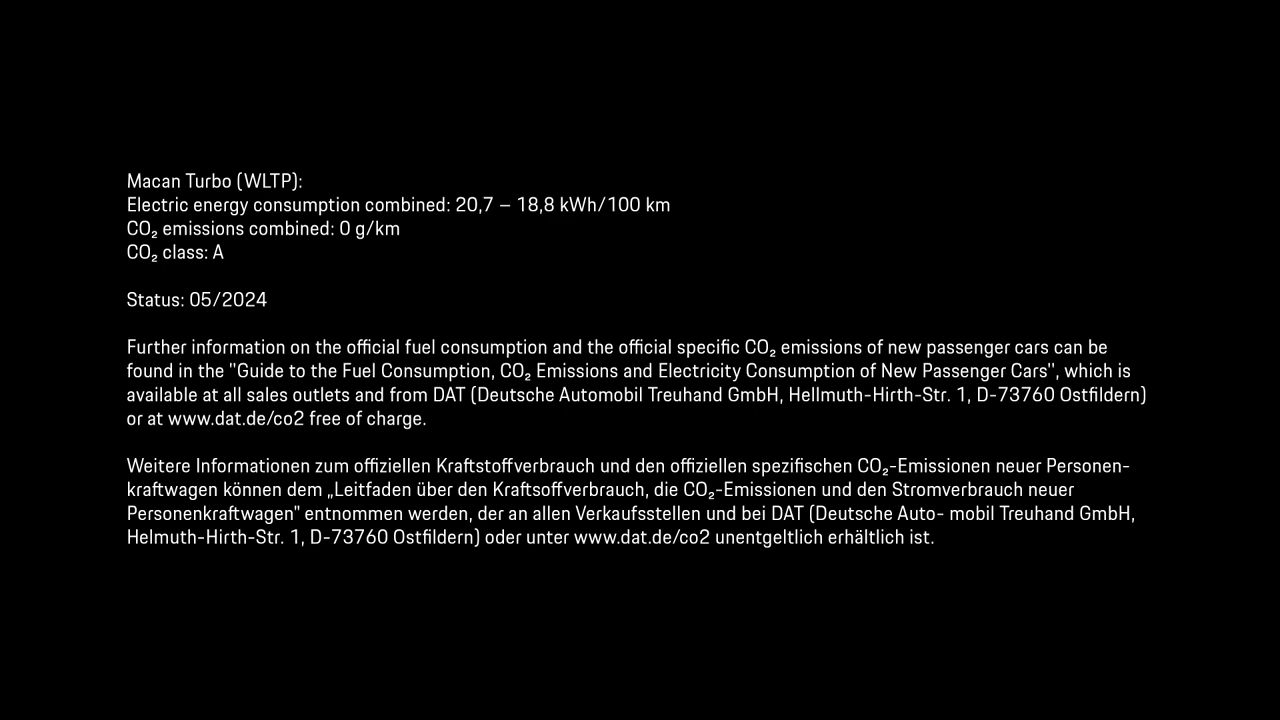 Macan Turbo (WLTP):
Electric energy consumption combined: 20,7 – 18,8 kWh/100 km
CO₂ emissions combined: 0 g/km
CO₂ class: A
Status: 05/2024
Further information on the official fuel consumption and the official specific CO₂ emissions of new passenger cars can be
found in the "Guide to the Fuel Consumption, CO₂ Emissions and Electricity Consumption of New Passenger Cars", which is
available at all sales outlets and from DAT (Deutsche Automobil Treuhand GmbH, Hellmuth-Hirth-Str. 1, D-73760 Ostfildern)
or at www.dat.de/co2 free of charge.
Weitere Informationen zum offiziellen Kraftstoffverbrauch und den offiziellen spezifischen CO₂-Emissionen neuer Personen-
kraftwagen können dem „Leitfaden über den Kraftsoffverbrauch, die CO₂-Emissionen und den Stromverbrauch neuer
Personenkraftwagen" entnommen werden, der an allen Verkaufsstellen und bei DAT (Deutsche Auto- mobil Treuhand GmbH,
Helmuth-Hirth-Str. 1, D-73760 Ostfildern) oder unter www.dat.de/co2 unentgeltlich erhältlich ist.